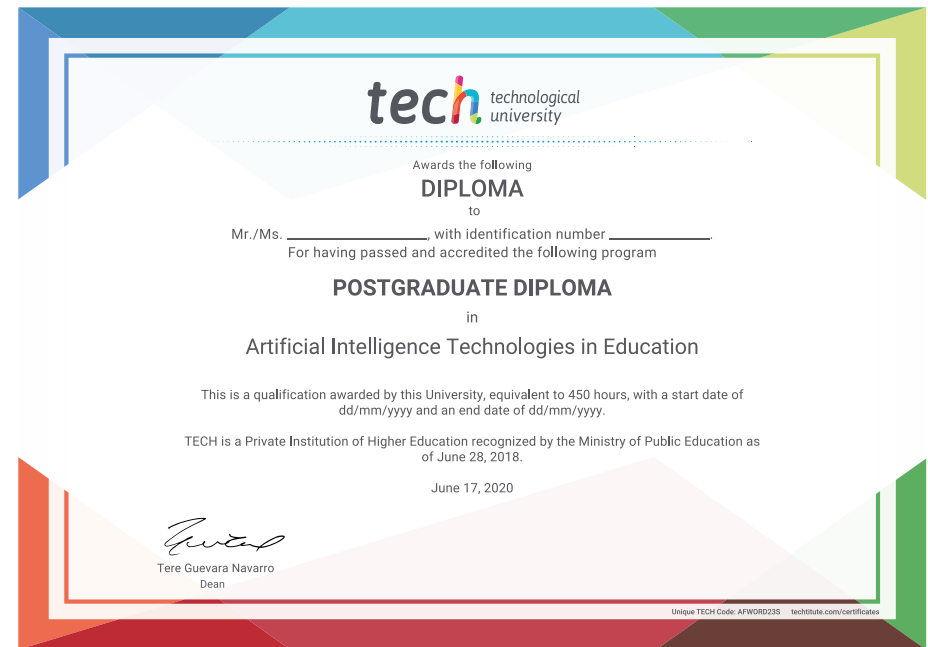 tech technological
university
Awards the following
DIPLOMA
to
Mr./Ms. ____________________, with identification number ______________.
For having passed and accredited the following program
POSTGRADUATE DIPLOMA
in
Artificial Intelligence Technologies in Education
This is a qualification awarded by this University, equivalent to 450 hours, with a start date of
dd/mm/yyyy and an end date of dd/mm/yyyy.
TECH is a Private Institution of Higher Education recognized by the Ministry of Public Education as
of June 28, 2018.
June 17, 2020
Tere Guevara Navarro
Dean
Unique TECH Code: AFWORD23S techtitute.com/certificates